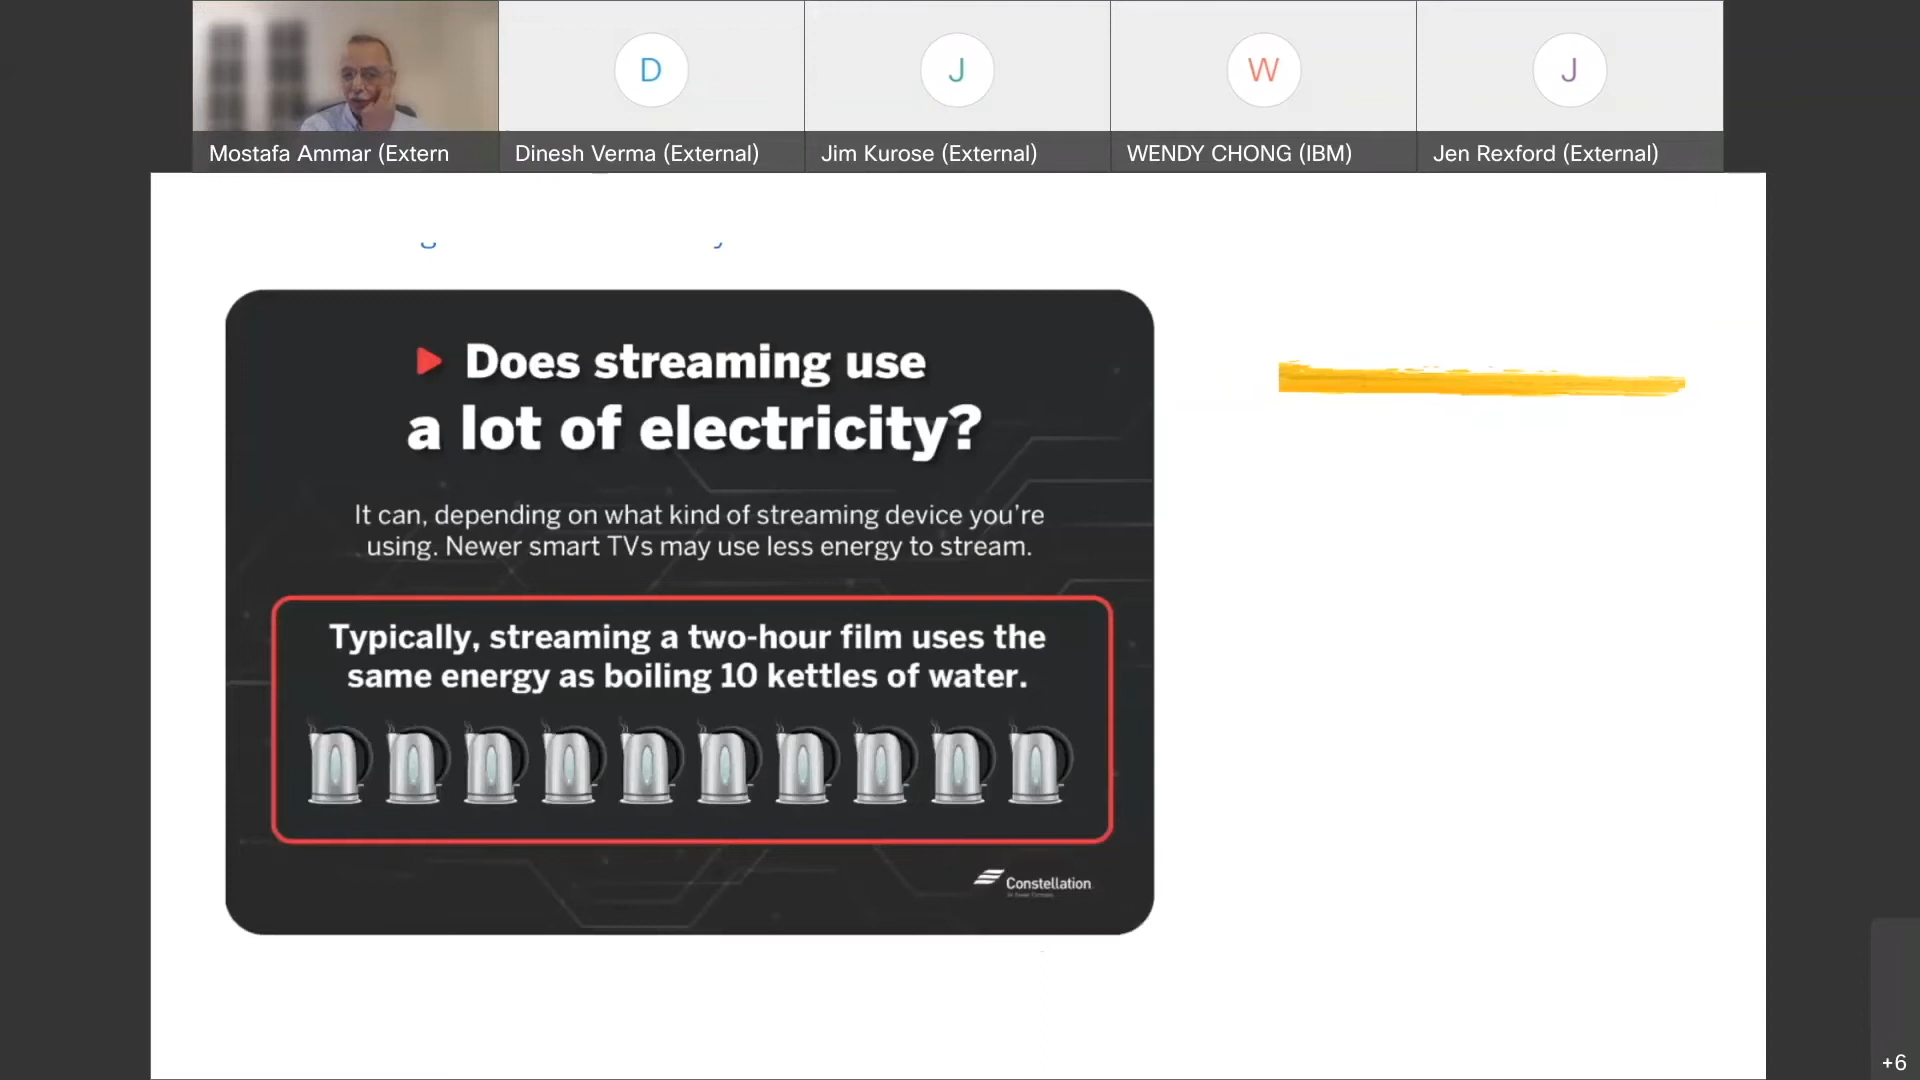 D
J
W
J
Mostafa Ammar (Extern
Dinesh Verma (External)
Jim Kurose (External)
WENDY CHONG (IBM)
Jen Rexford (External)
Does streaming use
a lot of electricity?
It can, depending on what kind of streaming device you're
using. Newer smart TVs may use less energy to stream.
Typically, streaming a two-hour film uses the
same energy as boiling 10 kettles of water.
Constellation
+6